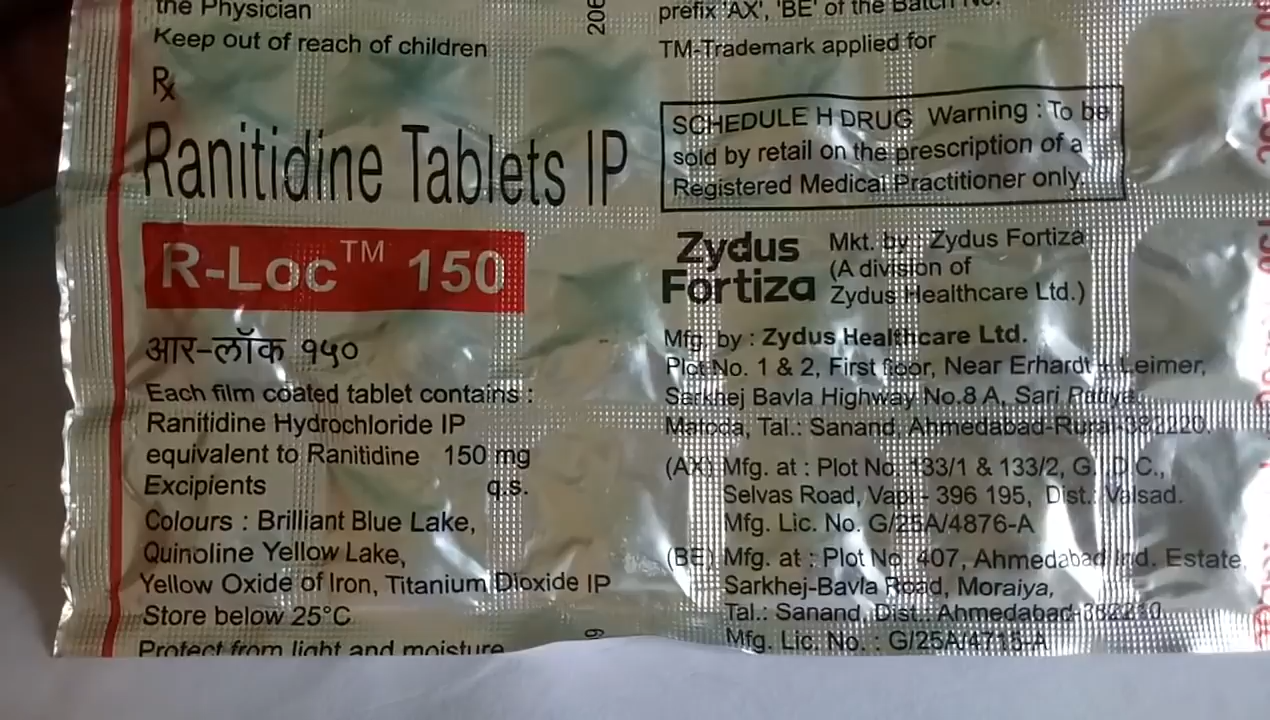 the Physician
Keep out of reach of children
Rx
Ranitidine Tablets IP
R-Loc™ 150
आर-लॉक १५०
Each film coated tablet contains :
Ranitidine Hydrochloride IP
equivalent to Ranitidine 150 mg
Excipients q.s.
Colours : Brilliant Blue Lake,
Quinoline Yellow Lake,
Yellow Oxide of Iron, Titanium Dioxide IP
Store below 25°C
Protect from light and moisture
206
prefix 'AX', 'BE' of the Batch No.
TM-Trademark applied for
SCHEDULE H DRUG Warning : To be
sold by retail on the prescription of a
Registered Medical Practitioner only.
Zydus
Fortiza
Mkt. by : Zydus Fortiza
(A division of
Zydus Healthcare Ltd.)
Mfg. by : Zydus Healthcare Ltd.
Plot No. 1 & 2, First floor, Near Erhardt + Leimer,
Sarkhej Bavla Highway No.8 A, Sari
Matoda, Tal.: Sanand, Ahmedabad-Rural-382220.
(AX) Mfg. at : Plot No. 133/1 & 133/2, G.I.D.C.,
Selvas Road, Vapi - 396 195, Dist.: Valsad.
Mfg. Lic. No. G/25A/4876-A
(BE) Mfg. at : Plot No. 407, Ahmedabad Ind. Estate,
Sarkhej-Bavla Road, Moraiya,
Tal.: Sanand, Dist.: Ahmedabad-382210.
Mfg. Lic. No. : G/25A/4715-A